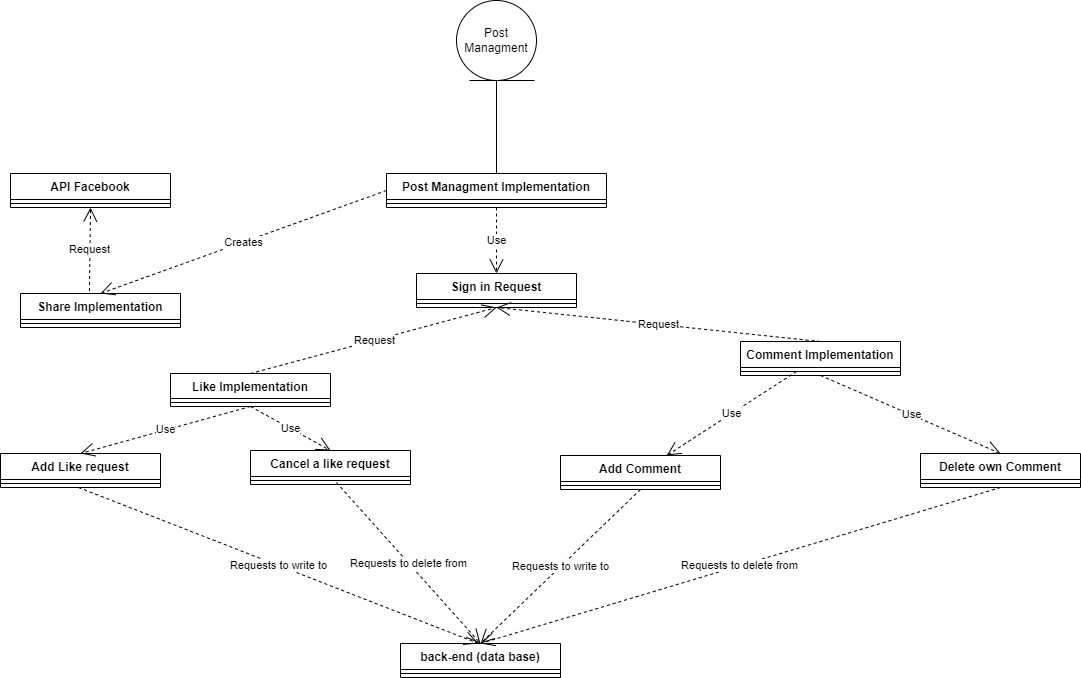 Post
Managment
API Facebook
Post Managment Implementation
Request
Creates
Use
Share Implementation
Sign in Request
Request
Request
Like Implementation
Comment Implementation
Use
Use
Use
Use
Add Like request
Cancel a like request
Add Comment
Delete own Comment
Requests to write to
Requests to delete from
Requests to write to
Requests to delete from
back-end (data base)